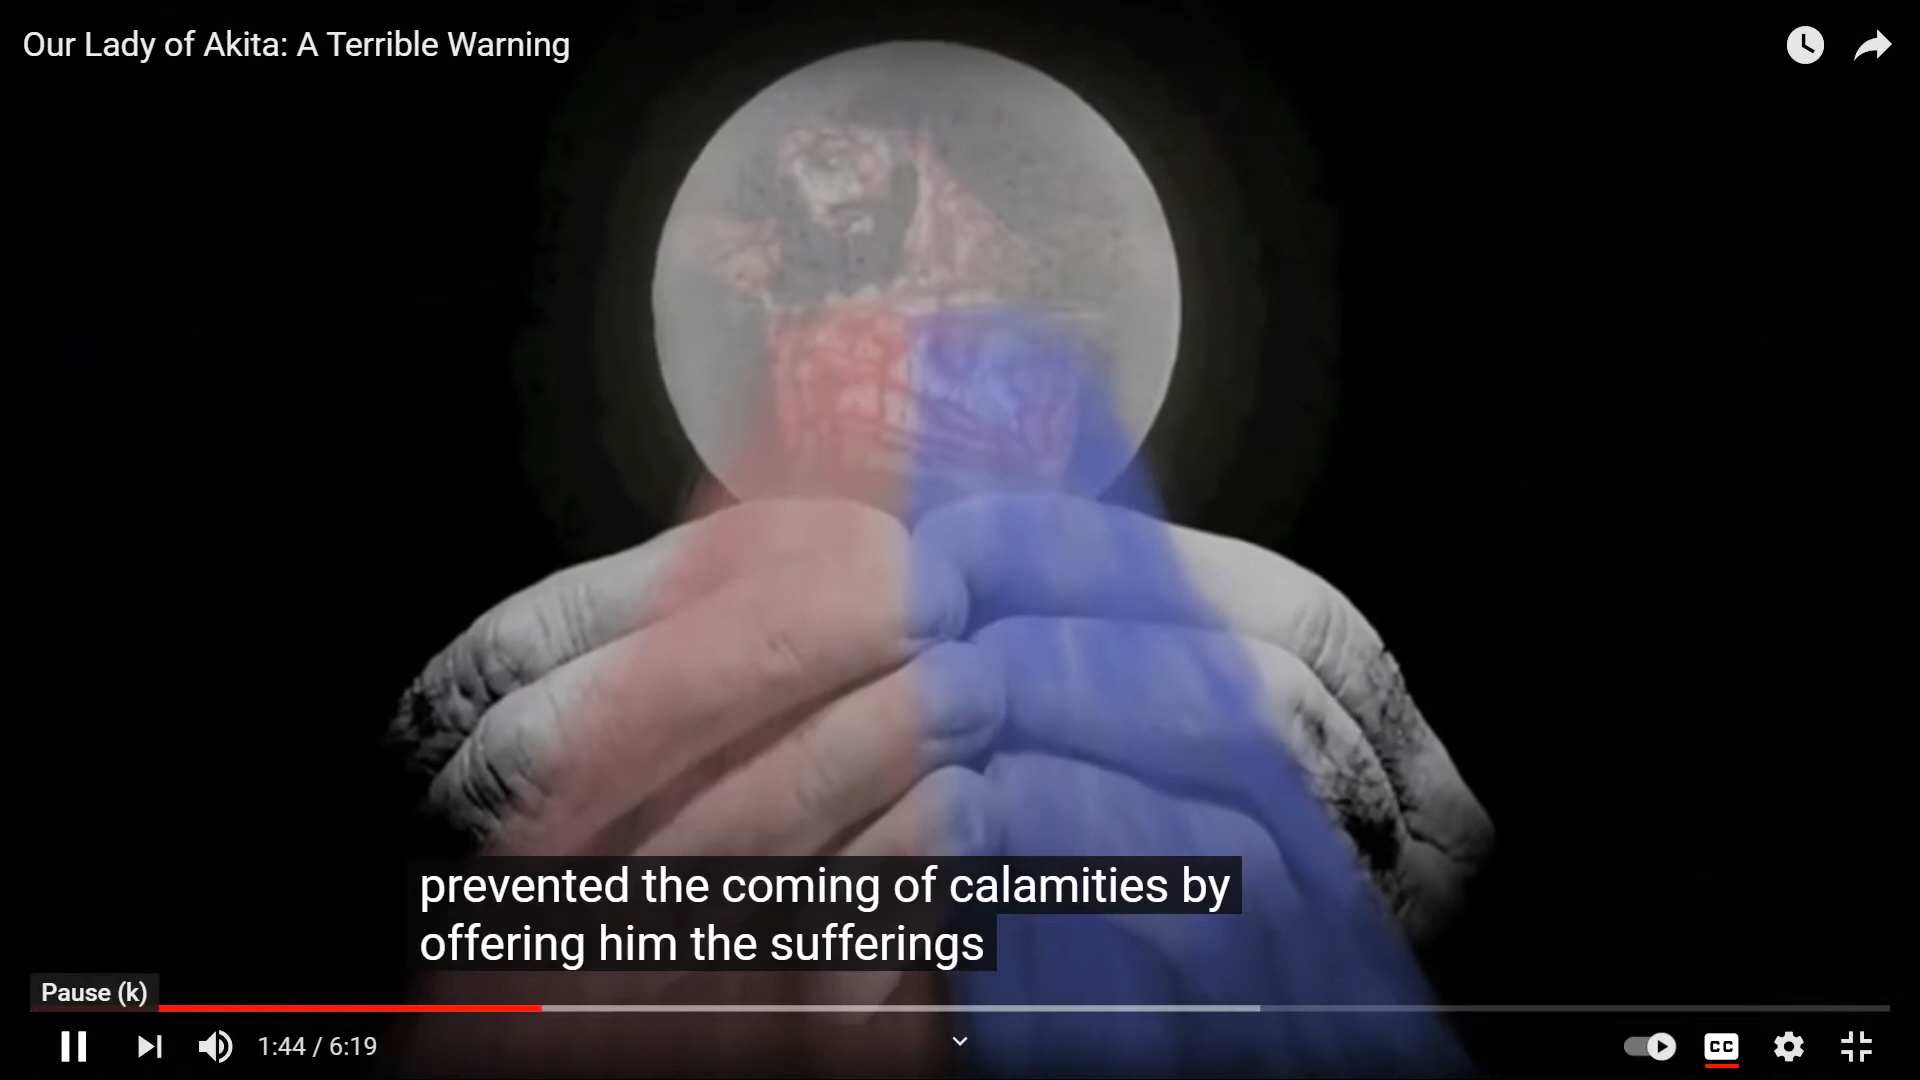 Our Lady of Akita: A Terrible Warning
prevented the coming of calamities by
offering him the sufferings
Pause (k)
1:44 / 6:19
CC